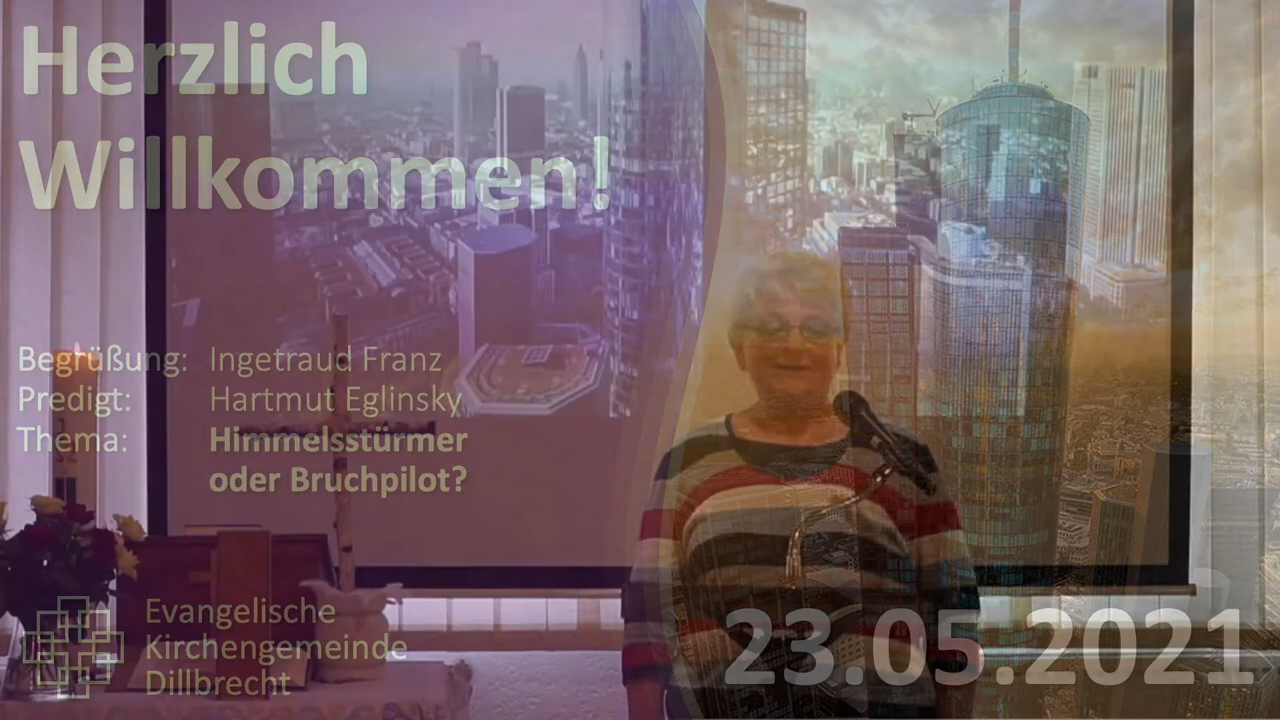 Herzlich
Willkommen!
Begrüßung: Ingetraud Franz
Predigt: Hartmut Eglinsky
Thema: Himmelsstürmer
oder Bruchpilot?
Evangelische
Kirchengemeinde
Dillbrecht
23.05.2021